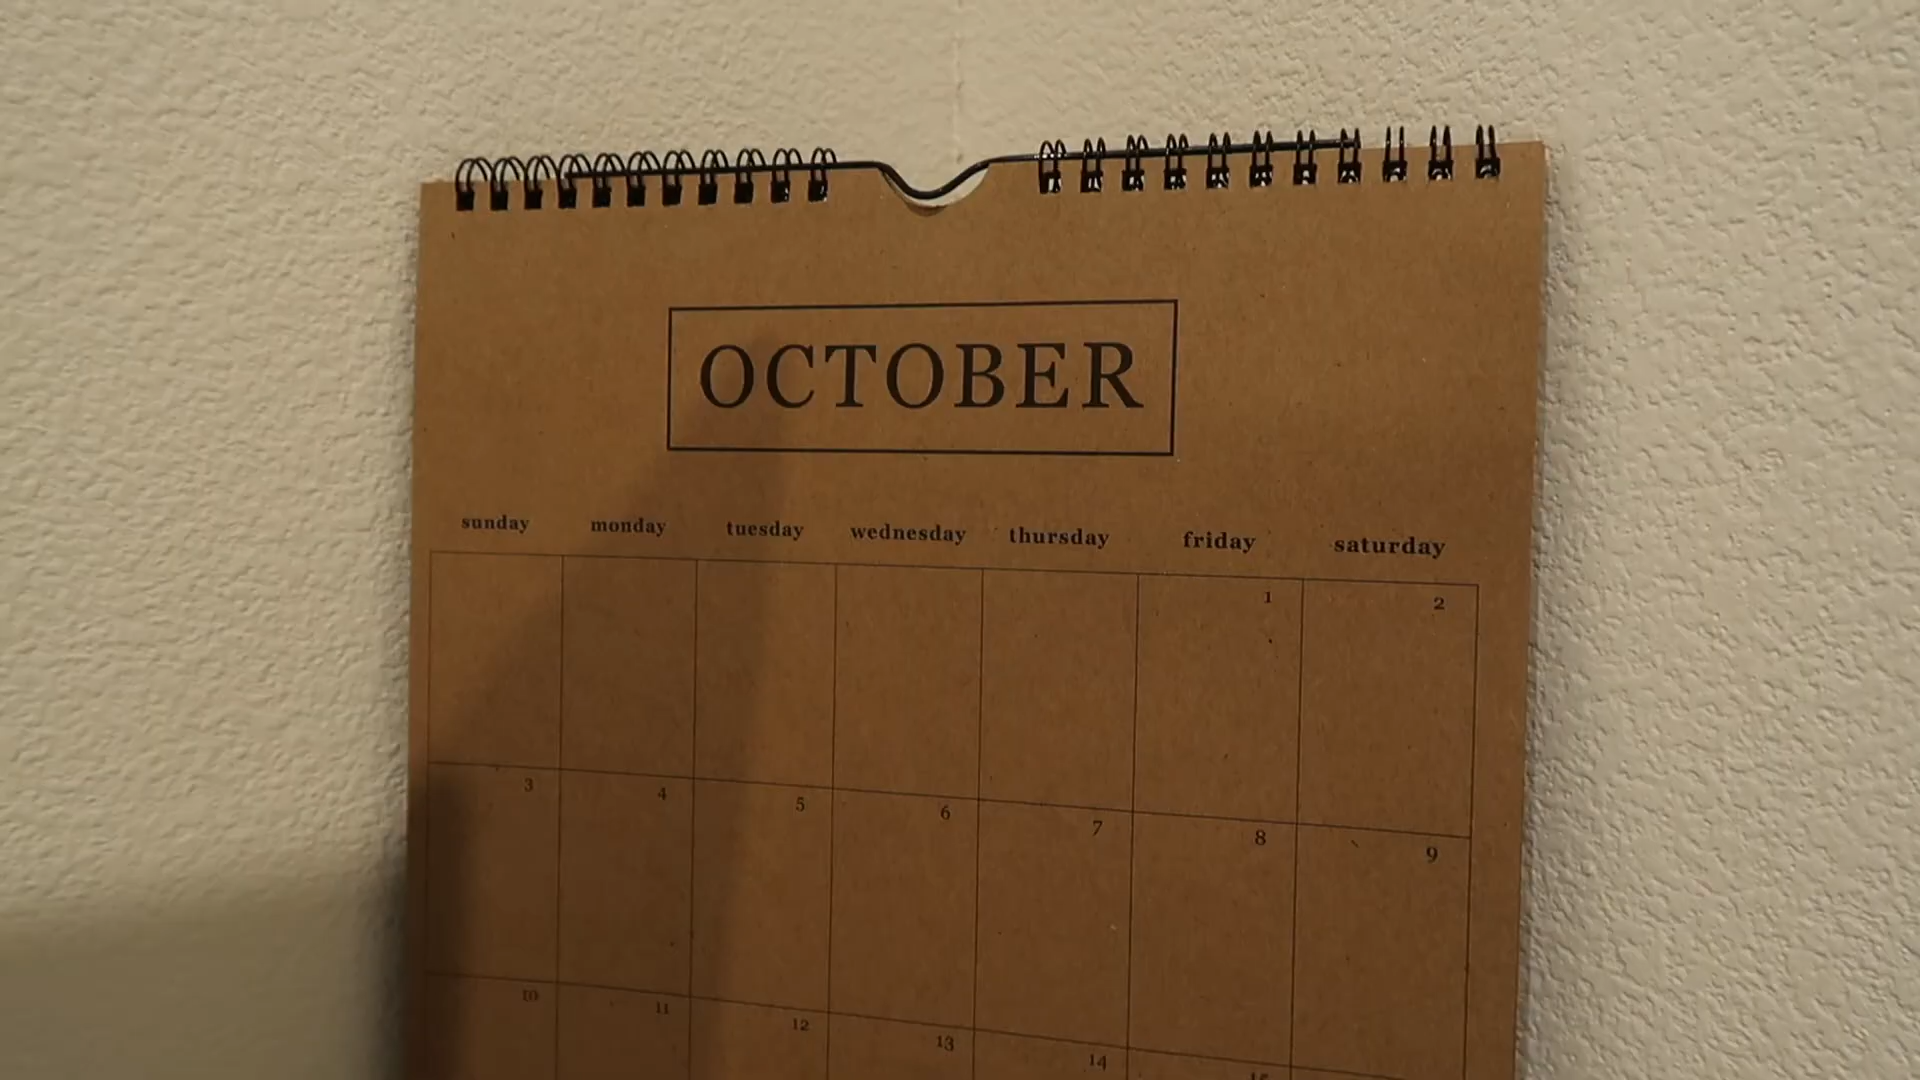 OCTOBER
sunday monday tuesday wednesday thursday friday saturday
1 2
3 4 5 6 7 8 9
10 11 12 13 14